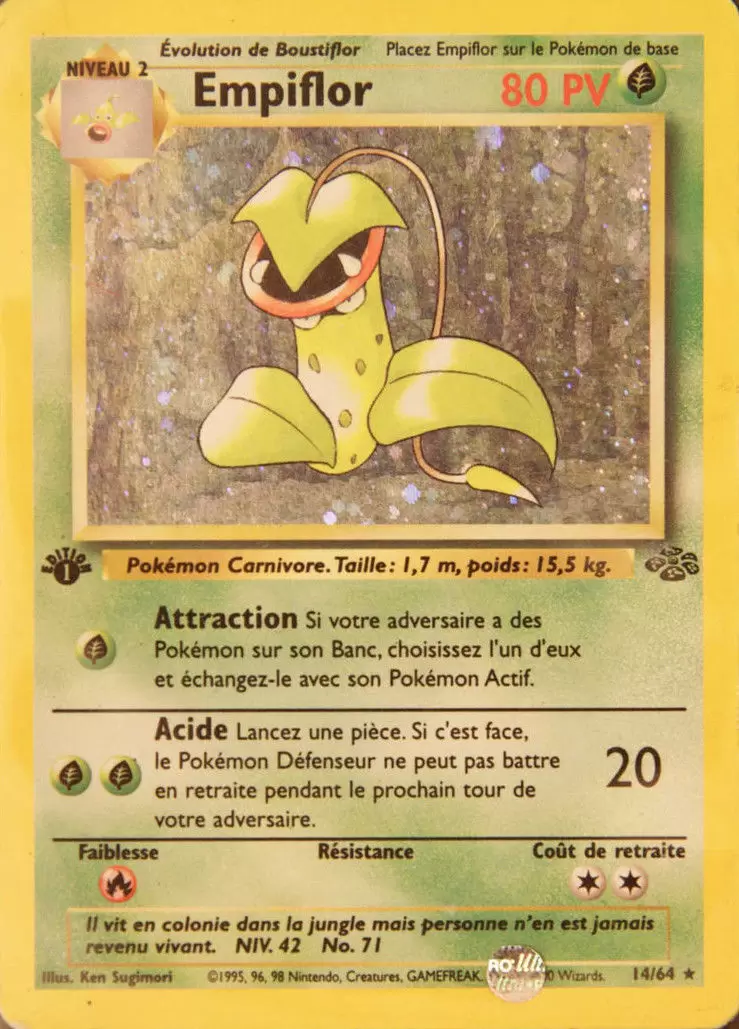 Évolution de Boustiflor Placez Empiflor sur le Pokémon de base
NIVEAU 2
Empiflor 80 PV
EDITION
1
Pokémon Carnivore. Taille: 1,7 m, poids: 15,5 kg.
Attraction Si votre adversaire a des
Pokémon sur son Banc, choisissez l'un d'eux
et échangez-le avec son Pokémon Actif.
Acide Lancez une pièce. Si c'est face,
le Pokémon Défenseur ne peut pas battre
en retraite pendant le prochain tour de
votre adversaire.
20
Faiblesse Résistance Coût de retraite
Il vit en colonie dans la jungle mais personne n'en est jamais
revenu vivant. NIV. 42 No. 71
Illus. Ken Sugimori ©1995, 96, 98 Nintendo, Creatures, GAMEFREAK. Wizards. 14/64 ★